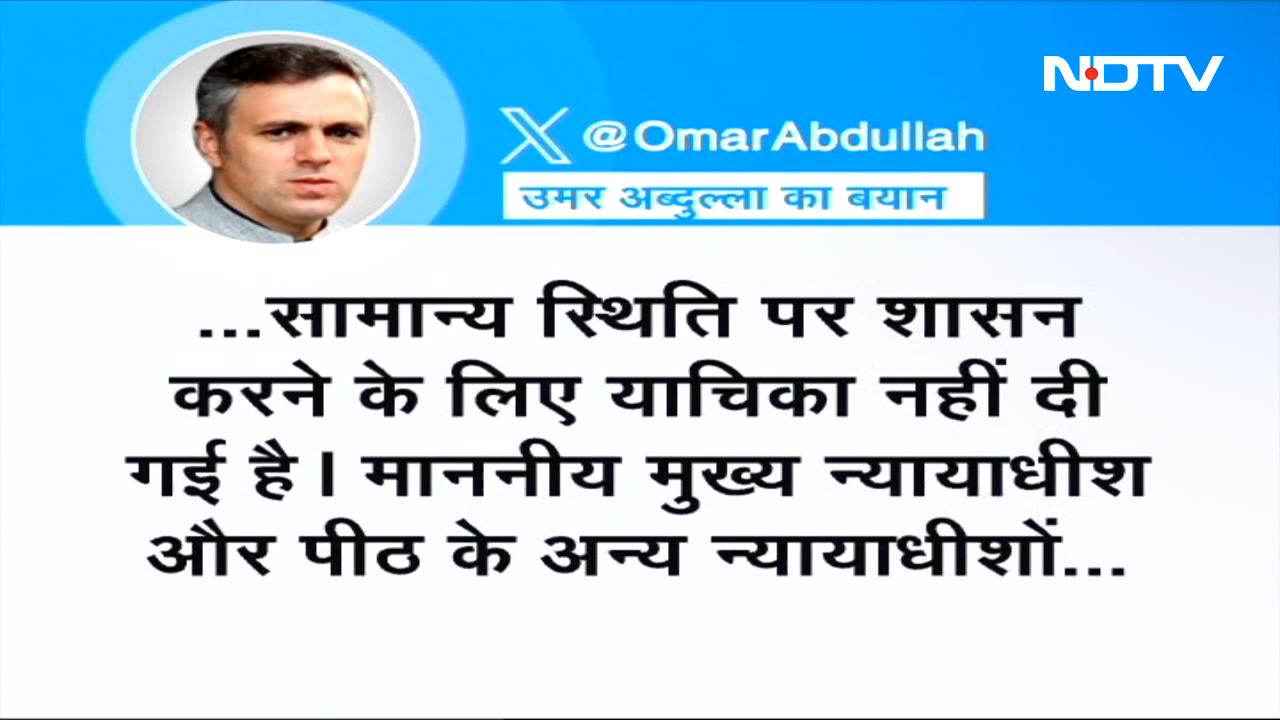 NDTV
X @OmarAbdullah
उमर अब्दुल्ला का बयान
...सामान्य स्थिति पर शासन
करने के लिए याचिका नहीं दी
गई है। माननीय मुख्य न्यायाधीश
और पीठ के अन्य न्यायाधीशों...